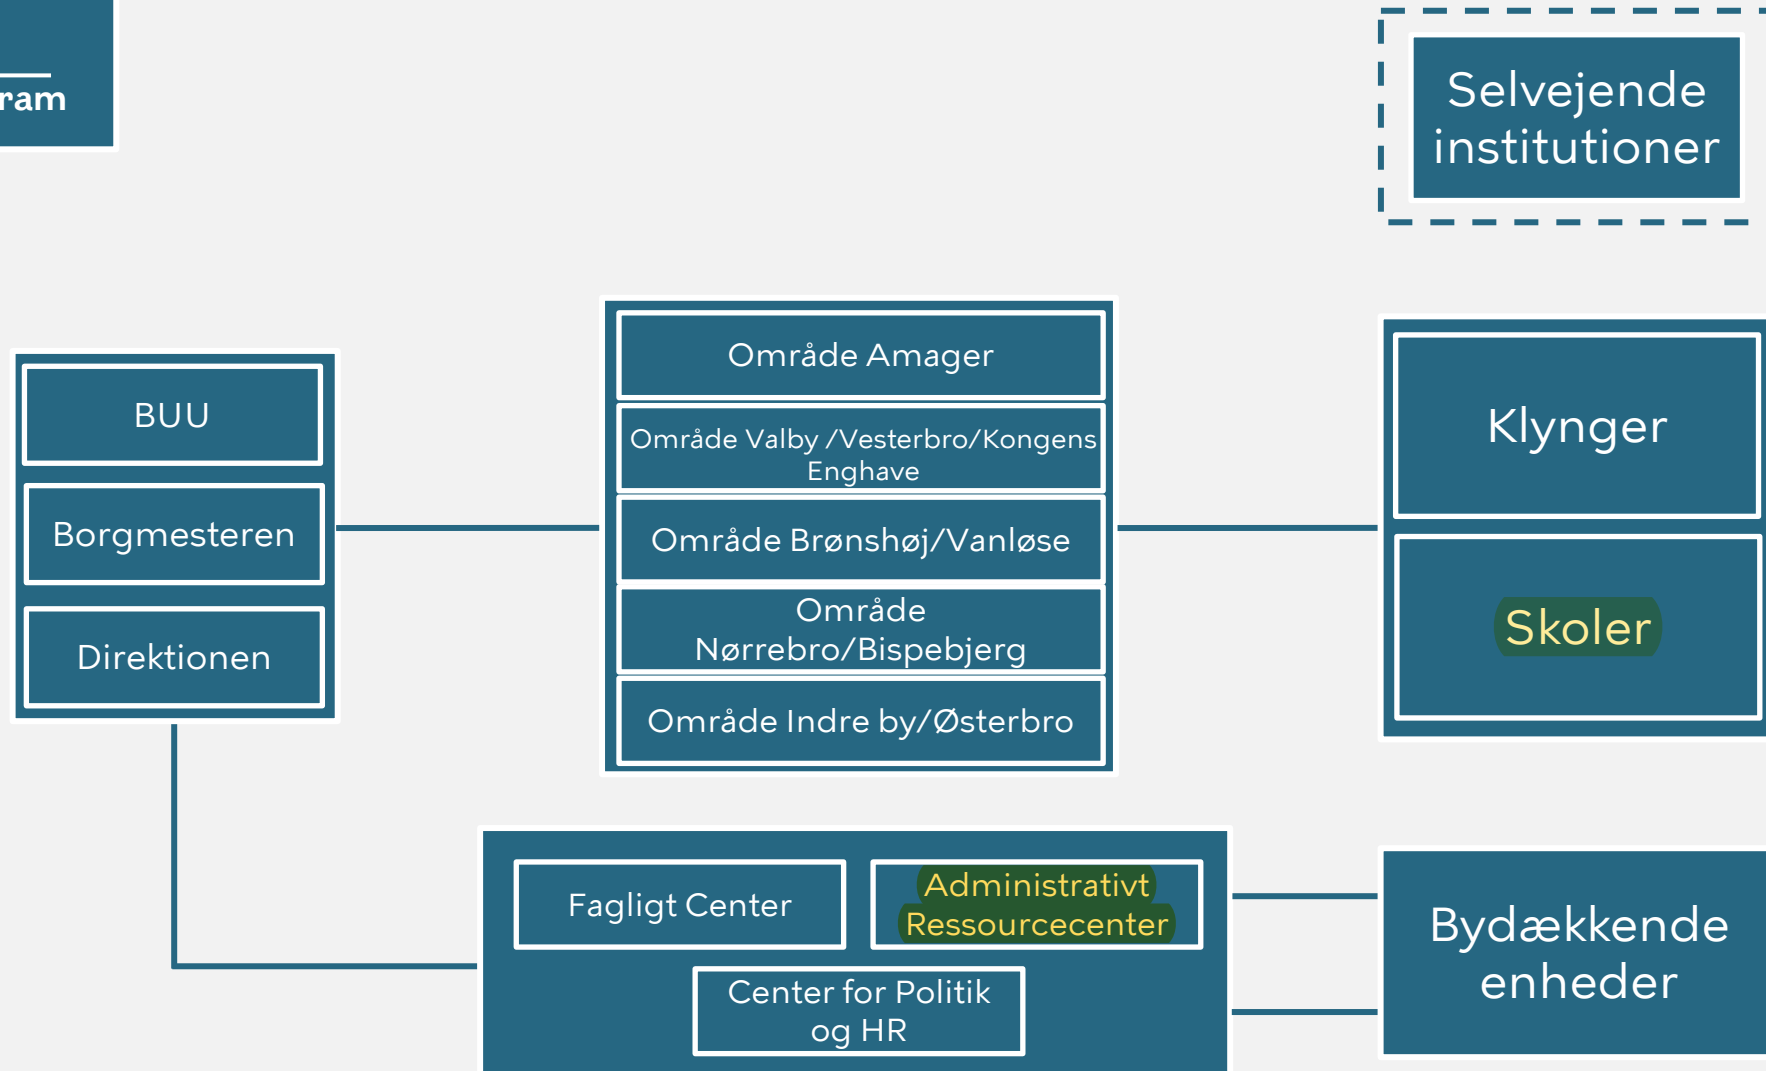 ram
Selvejende
institutioner
BUU
Borgmesteren
Direktionen
Område Amager
Område Valby /Vesterbro/Kongens
Enghave
Område Brønshøj/Vanløse
Område
Nørrebro/Bispebjerg
Område Indre by/Østerbro
Klynger
Skoler
Fagligt Center
Administrativt
Ressourcecenter
Center for Politik
og HR
Bydækkende
enheder